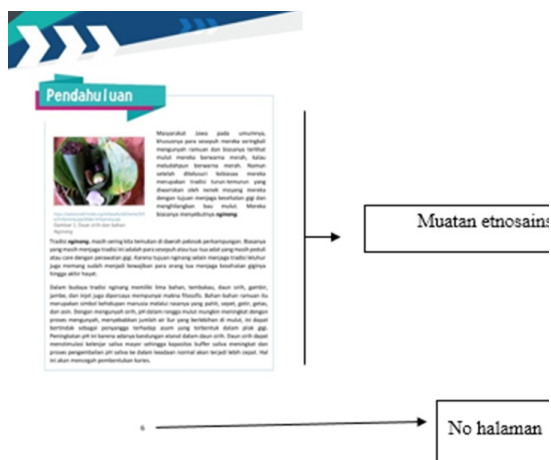 Pendahuluan
Masyarakat Jawa pada umumnya,
khususnya para sesepuh mereka seringkali
mengunyah ramuan dan biasanya terlihat
mulut mereka berwarna merah, kalau
meludahpun berwarna merah. Namun
setelah ditelusuri kebiasa mereka
merupakan tradisi turun-temurun yang
diwariskan oleh nenek moyang mereka
dengan tujuan menjaga kesehatan gigi dan
menghilangkan bau mulut. Mereka
biasanya menyebutnya nginang.
Gambar 1. Daun sirih dan bahan
Nginang
Tradisi nginang, masih sering kita temukan di daerah pelosok perkampungan. Biasanya
yang masih menjaga tradisi ini adalah para sesepuh atau tua tua adat yang masih peduli
atau care dengan perawatan gigi. Karena tujuan nginang selain menjaga tradisi leluhur
juga memang sudah menjadi kewajiban para orang tua menjaga kesehatan giginya
hingga akhir hayat.
Dalam budaya tradisi nginang memiliki lima bahan, tembakau, daun sirih, gambir,
jambe, dan injet juga dipercaya mempunyai makna filosofis. Bahan-bahan ramuan itu
merupakan simbol kehidupan manusia melalui rasanya yang pahit, sepet, getir, getas,
dan asin. Dengan mengunyah sirih, pH dalam rongga mulut mungkin meningkat dengan
proses mengunyah, menyebabkan jumlah air liur yang berlebihan di mulut, ini dapat
bertindak sebagai penyangga terhadap asam yang terbentuk dalam plak gigi.
Peningkatan pH ini karena adanya kandungan etanol dalam daun sirih. Daun sirih dapat
menstimulasi kelenjar saliva mayor sehingga kapasitas buffer saliva meningkat dan
proses pengembalian pH saliva ke dalam keadaan normal akan terjadi lebih cepat. Hal
ini akan mencegah pembentukan karies.
Muatan etnosains
6
No halaman